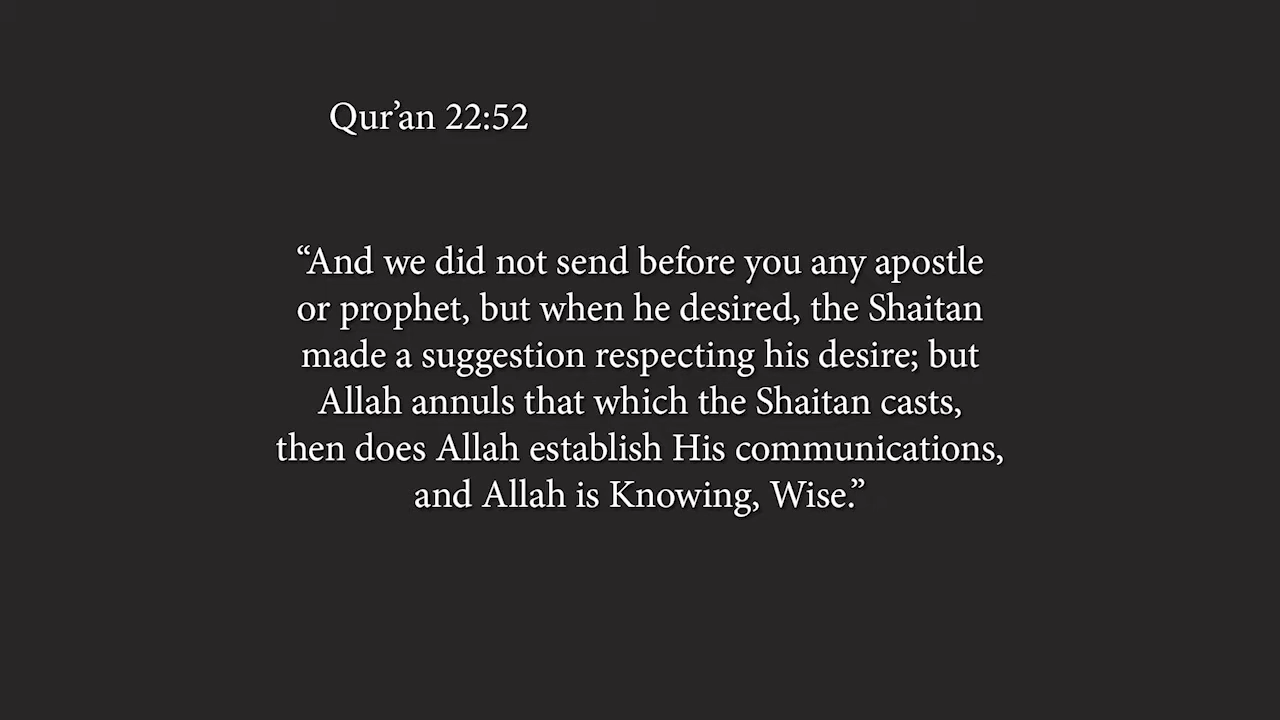 Qur’an 22:52
“And we did not send before you any apostle
or prophet, but when he desired, the Shaitan
made a suggestion respecting his desire; but
Allah annuls that which the Shaitan casts,
then does Allah establish His communications,
and Allah is Knowing, Wise.”